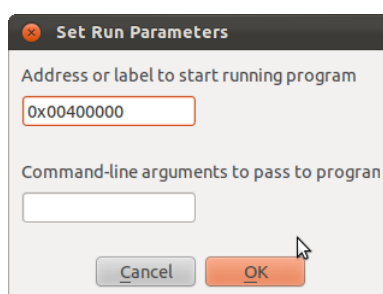 Set Run Parameters
Address or label to start running program
0x00400000
Command-line arguments to pass to progran
Cancel
OK